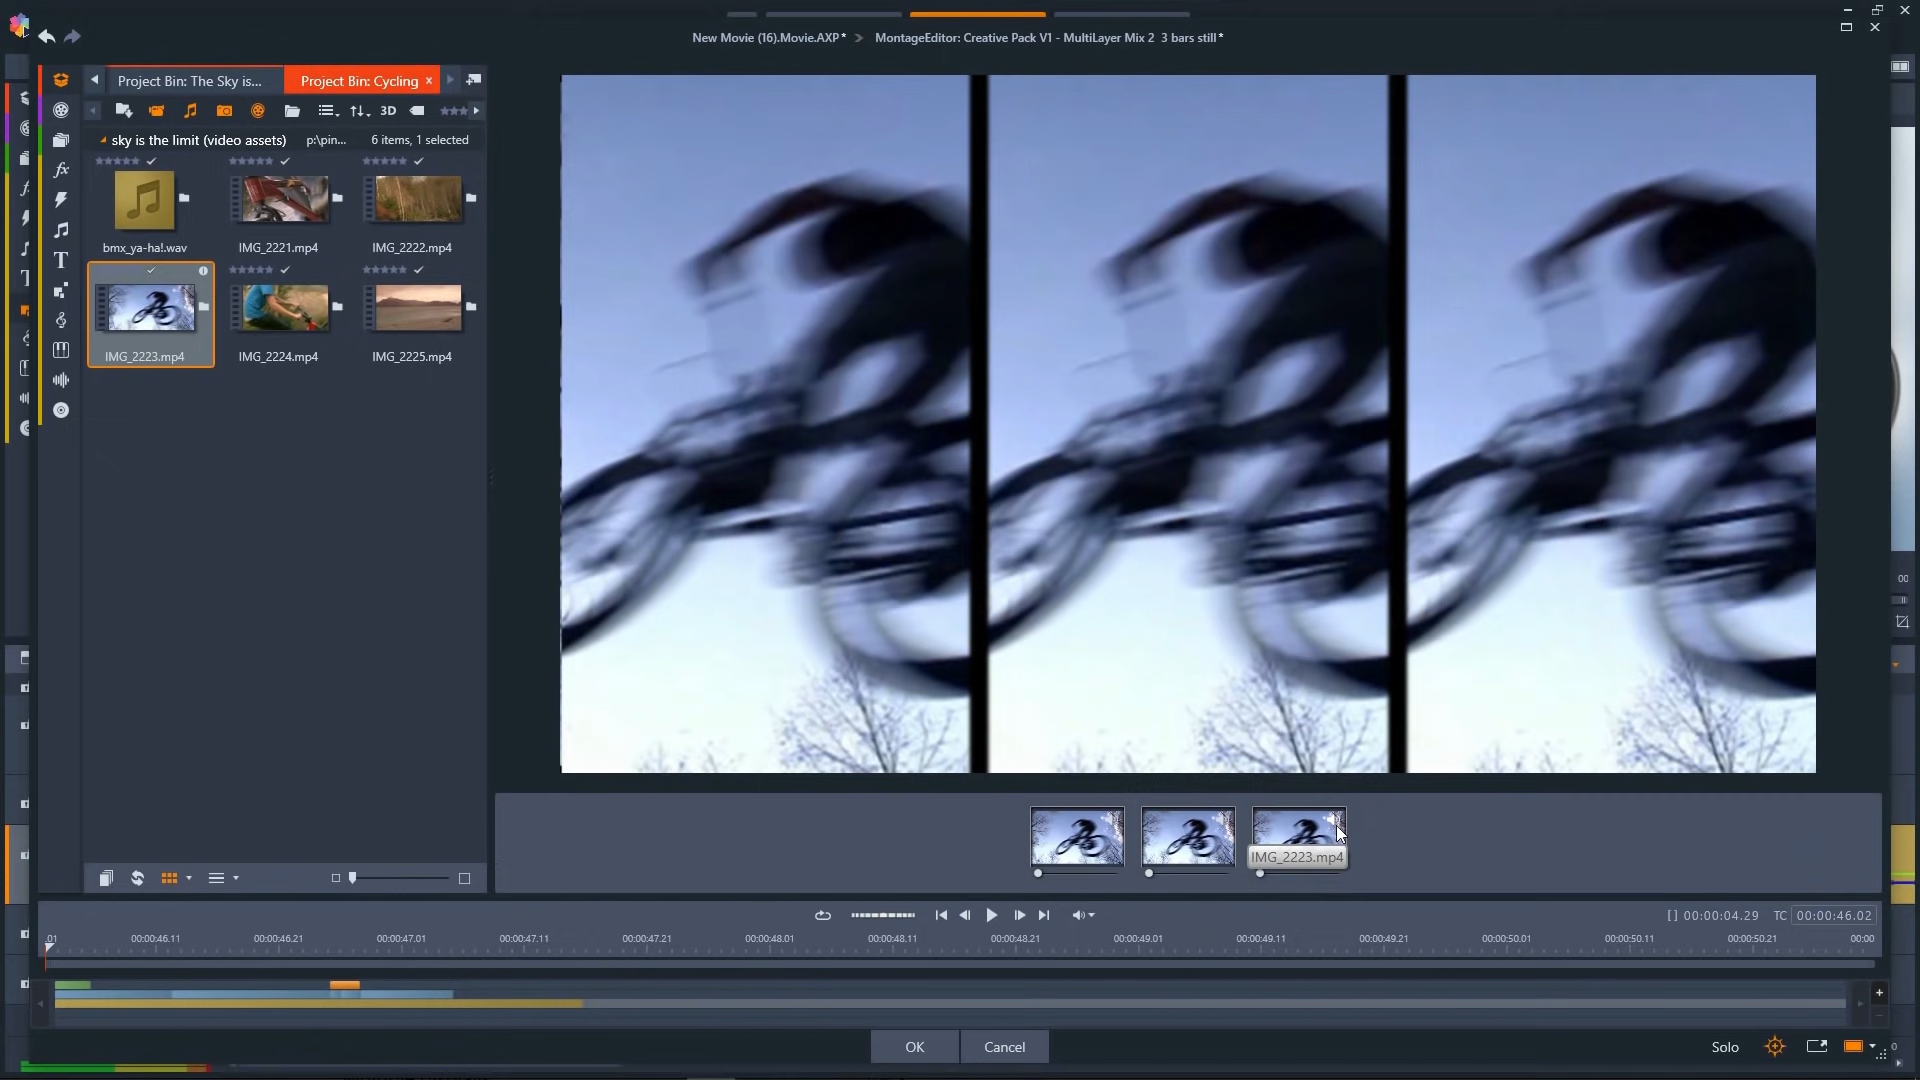 New Movie (16).Movie.AXP* > MontageEditor: Creative Pack V1 - MultiLayer Mix 2 3 bars still*
Project Bin: The Sky is...
Project Bin: Cycling ×
3D
sky is the limit (video assets) p:\pin... 6 items, 1 selected
bmx_ya-ha!.wav
IMG_2221.mp4
IMG_2222.mp4
IMG_2223.mp4
IMG_2224.mp4
IMG_2225.mp4
IMG_2223.mp4
[] 00:00:04.29 TC 00:00:46.02
.01 00:00:46.11 00:00:46.21 00:00:47.01 00:00:47.11 00:00:47.21 00:00:48.01 00:00:48.11 00:00:48.21 00:00:49.01 00:00:49.11 00:00:49.21 00:00:50.01 00:00:50.11 00:00:50.21 00:00
OK
Cancel
Solo